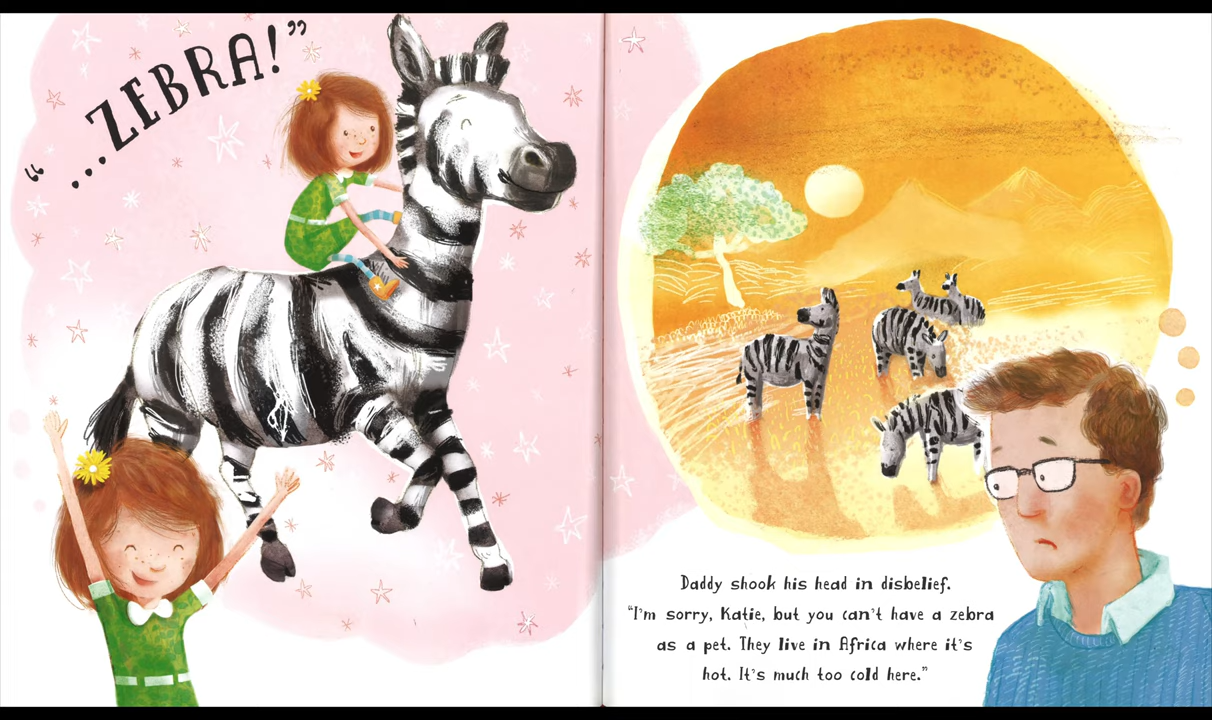 “...ZEBRA!”
Daddy shook his head in disbelief.
“I'm sorry, Katie, but you can't have a zebra
as a pet. They live in Africa where it's
hot. It's much too cold here.”